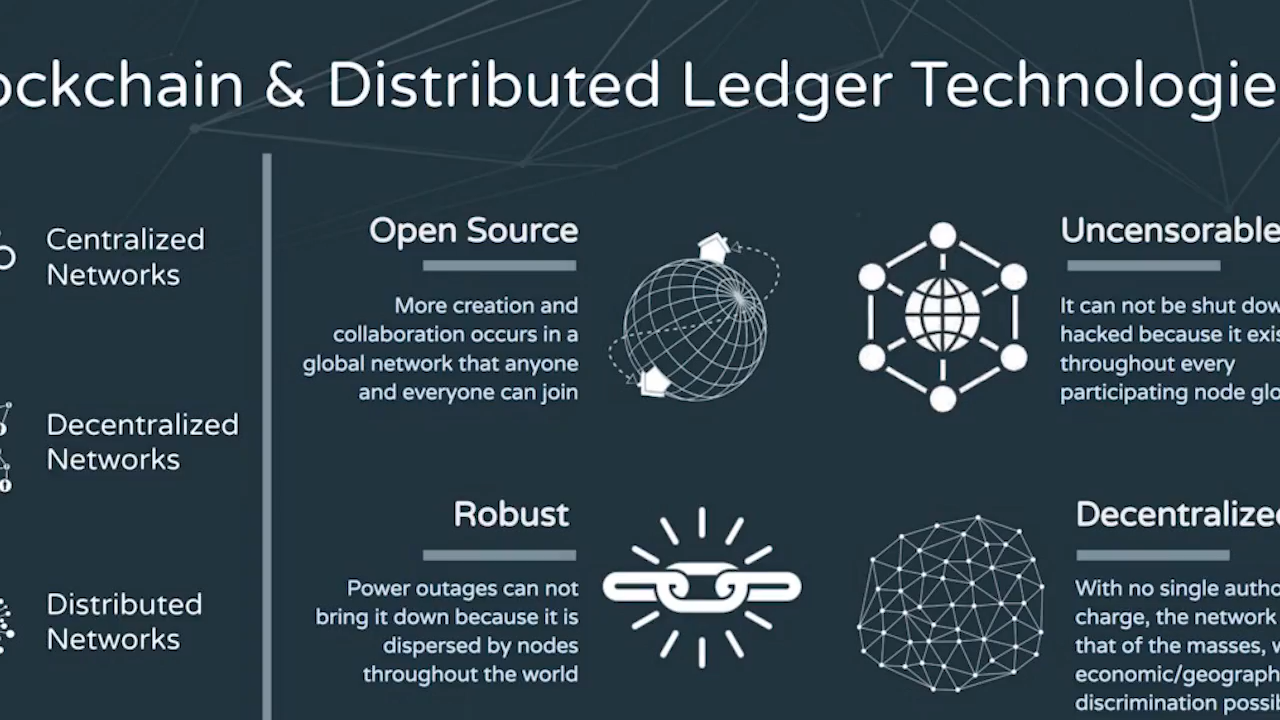 ockchain & Distributed Ledger Technologie
Centralized
Networks
Decentralized
Networks
Distributed
Networks
Open Source
More creation and
collaboration occurs in a
global network that anyone
and everyone can join
Uncensorable
It can not be shut dow
hacked because it exis
throughout every
participating node glo
Robust
Power outages can not
bring it down because it is
dispersed by nodes
throughout the world
Decentralized
With no single autho
charge, the network
that of the masses, w
economic/geograph
discrimination possib